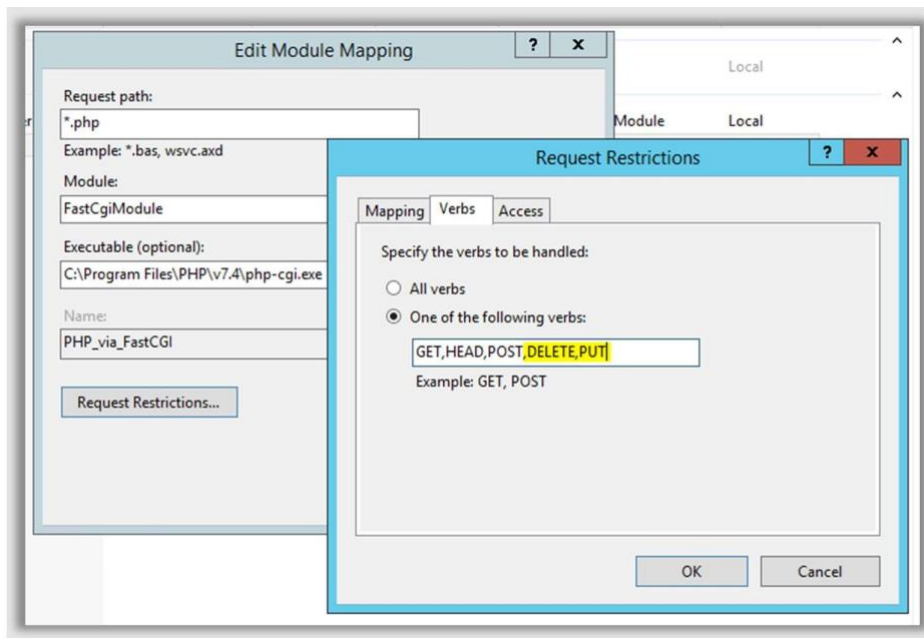 Edit Module Mapping
? x
Local
Request path:
*.php
Module
Local
Example: *.bas, wsvc.axd
Module:
FastCgiModule
Executable (optional):
C:\Program Files\PHP\v7.4\php-cgi.exe
Name:
PHP_via_FastCGI
Request Restrictions...
Request Restrictions
? x
Mapping
Verbs
Access
Specify the verbs to be handled:
All verbs
One of the following verbs:
GET,HEAD,POST,DELETE,PUT
Example: GET, POST
OK
Cancel